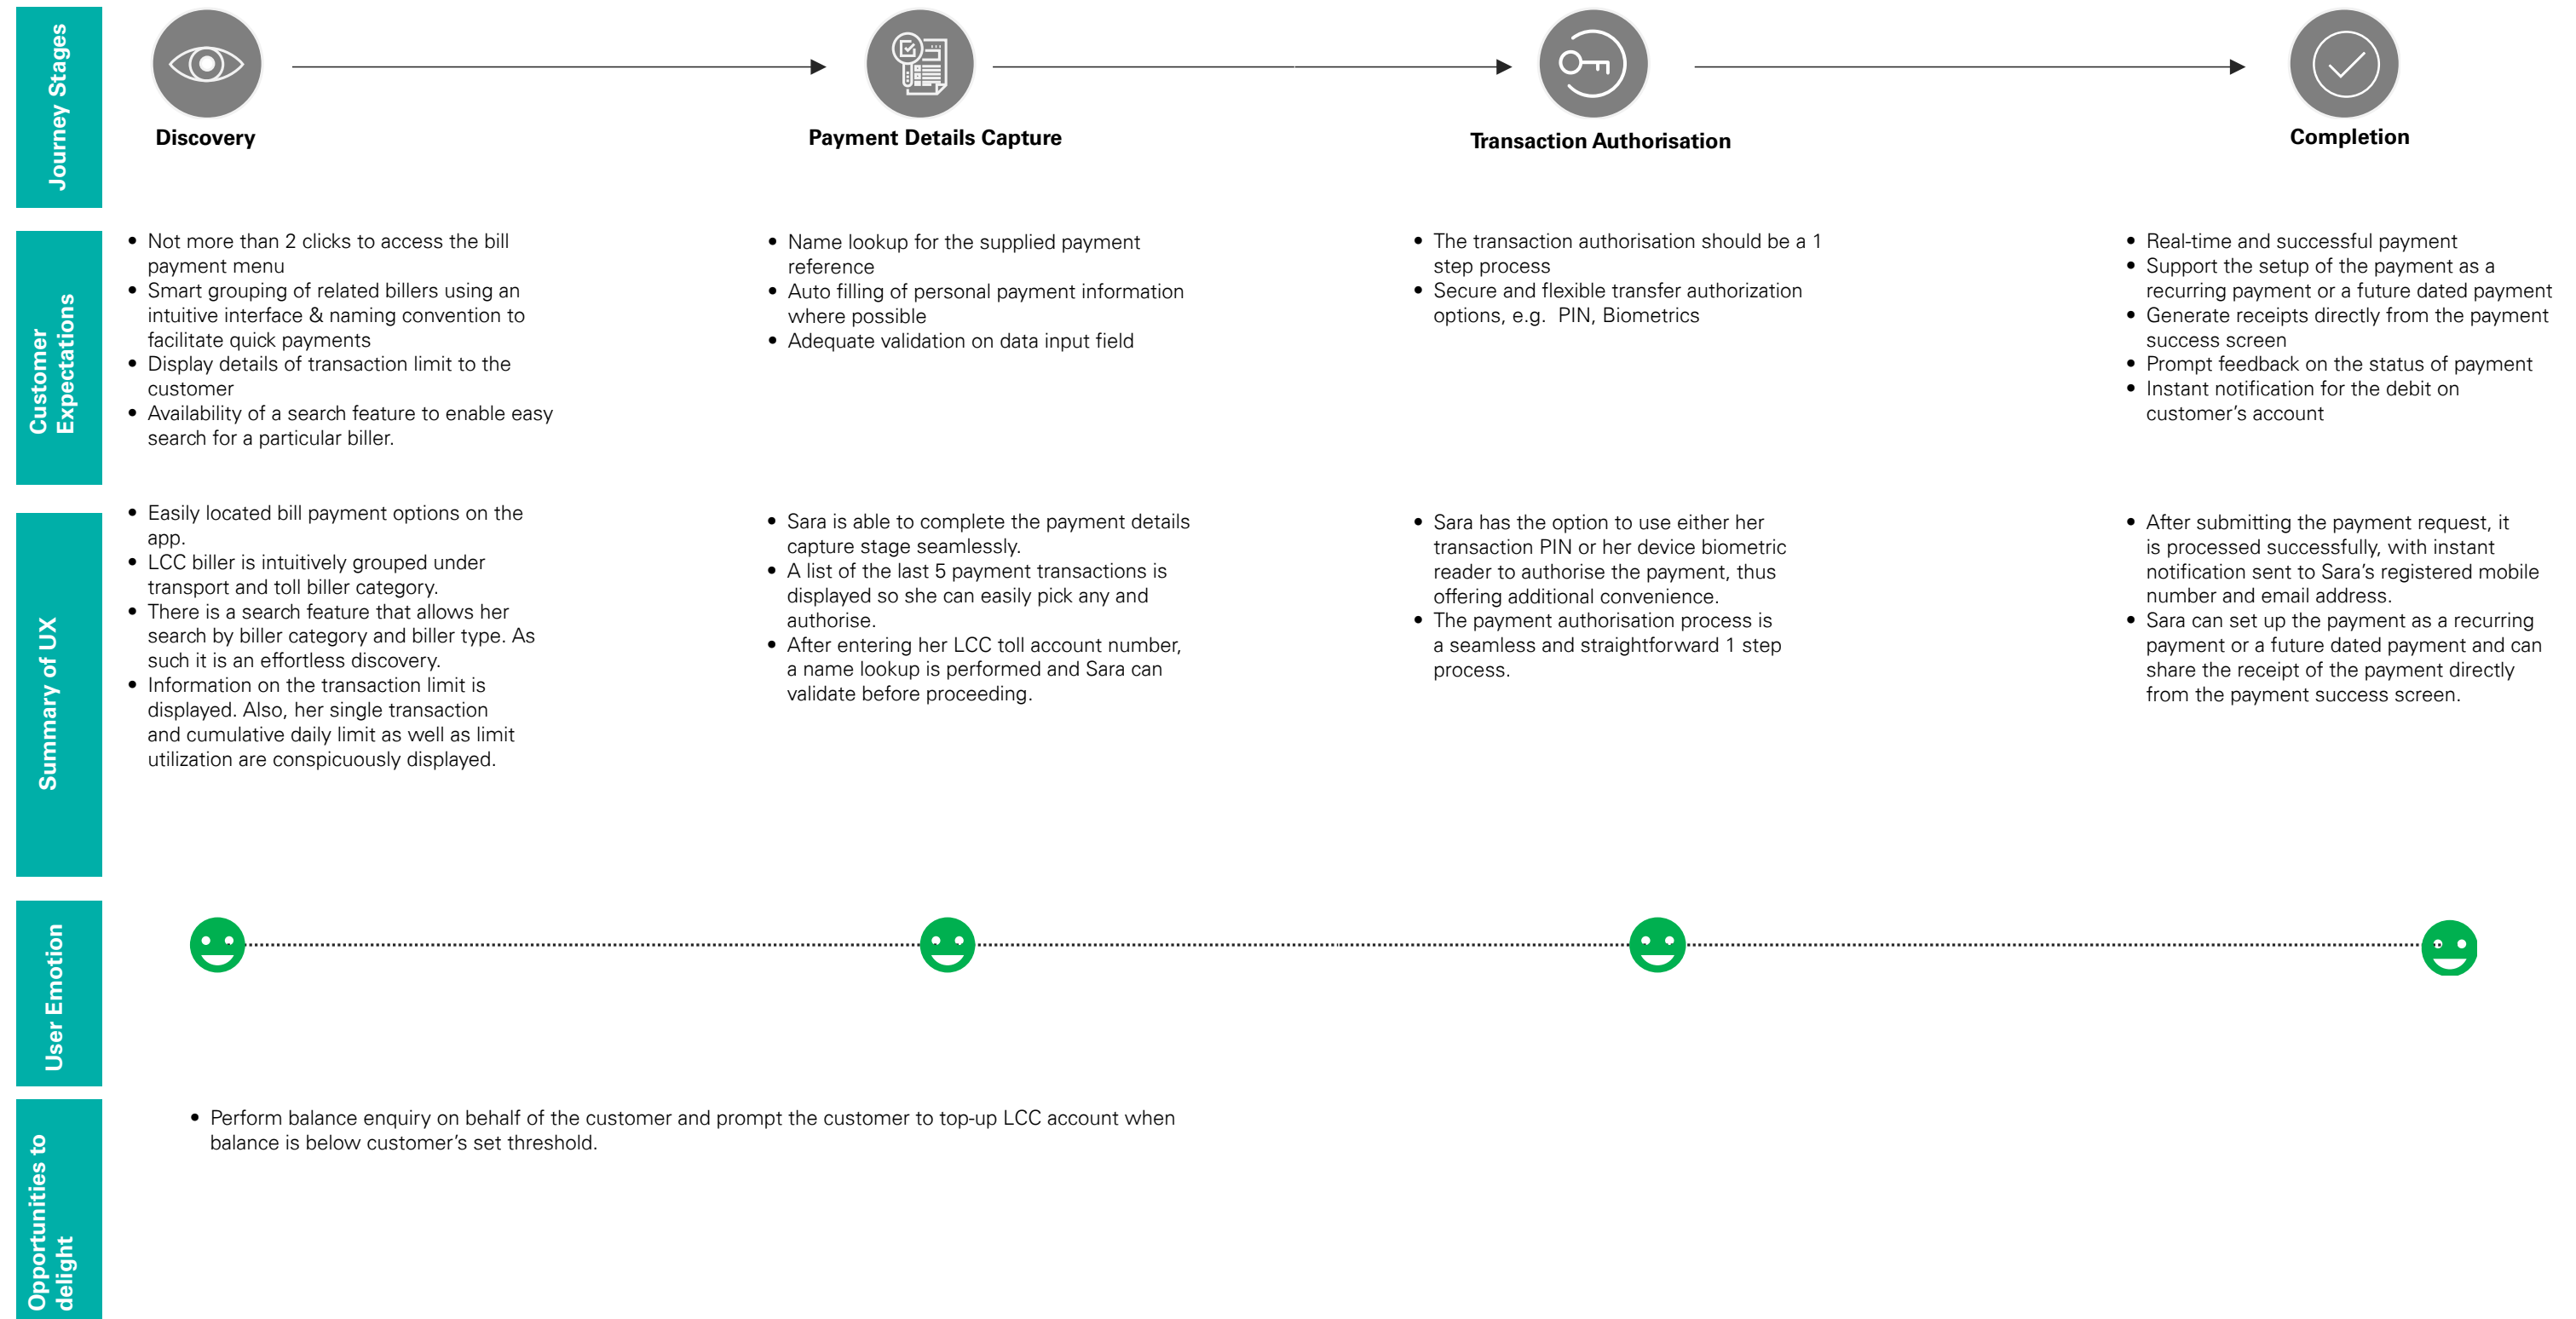 Journey Stages
Discovery
Payment Details Capture
Transaction Authorisation
Completion
Customer
Expectations
• Not more than 2 clicks to access the bill
payment menu
• Smart grouping of related billers using an
intuitive interface & naming convention to
facilitate quick payments
• Display details of transaction limit to the
customer
• Availability of a search feature to enable easy
search for a particular biller.
• Name lookup for the supplied payment
reference
• Auto filling of personal payment information
where possible
• Adequate validation on data input field
• The transaction authorisation should be a 1
step process
• Secure and flexible transfer authorization
options, e.g. PIN, Biometrics
• Real-time and successful payment
• Support the setup of the payment as a
recurring payment or a future dated payment
• Generate receipts directly from the payment
success screen
• Prompt feedback on the status of payment
• Instant notification for the debit on
customer's account
Summary of UX
• Easily located bill payment options on the
app.
• LCC biller is intuitively grouped under
transport and toll biller category.
• There is a search feature that allows her
search by biller category and biller type. As
such it is an effortless discovery.
• Information on the transaction limit is
displayed. Also, her single transaction
and cumulative daily limit as well as limit
utilization are conspicuously displayed.
• Sara is able to complete the payment details
capture stage seamlessly.
• A list of the last 5 payment transactions is
displayed so she can easily pick any and
authorise.
• After entering her LCC toll account number,
a name lookup is performed and Sara can
validate before proceeding.
• Sara has the option to use either her
transaction PIN or her device biometric
reader to authorise the payment, thus
offering additional convenience.
• The payment authorisation process is
a seamless and straightforward 1 step
process.
• After submitting the payment request, it
is processed successfully, with instant
notification sent to Sara's registered mobile
number and email address.
• Sara can set up the payment as a recurring
payment or a future dated payment and can
share the receipt of the payment directly
from the payment success screen.
User Emotion
Opportunities to
delight
• Perform balance enquiry on behalf of the customer and prompt the customer to top-up LCC account when
balance is below customer's set threshold.